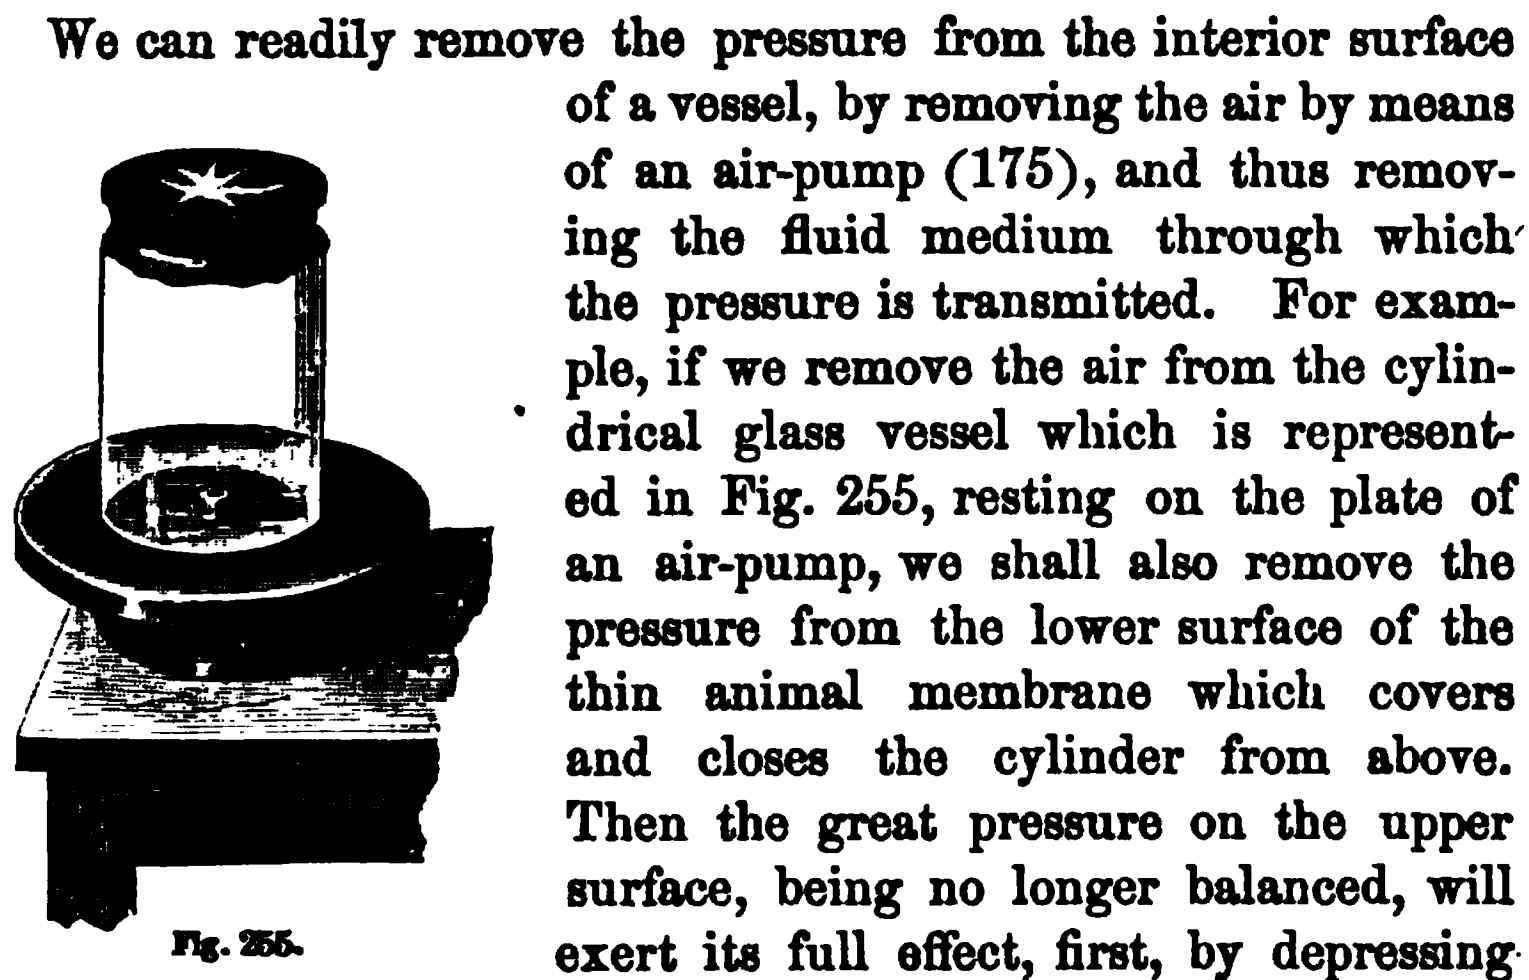 We can readily remove the pressure from the interior surface
of a vessel, by removing the air by means
of an air-pump (175), and thus remov-
ing the fluid medium through which
the pressure is transmitted. For exam-
ple, if we remove the air from the cylin-
drical glass vessel which is represent-
ed in Fig. 255, resting on the plate of
an air-pump, we shall also remove the
pressure from the lower surface of the
thin animal membrane which covers
and closes the cylinder from above.
Then the great pressure on the upper
surface, being no longer balanced, will
exert its full effect, first, by depressing
Fig. 255.